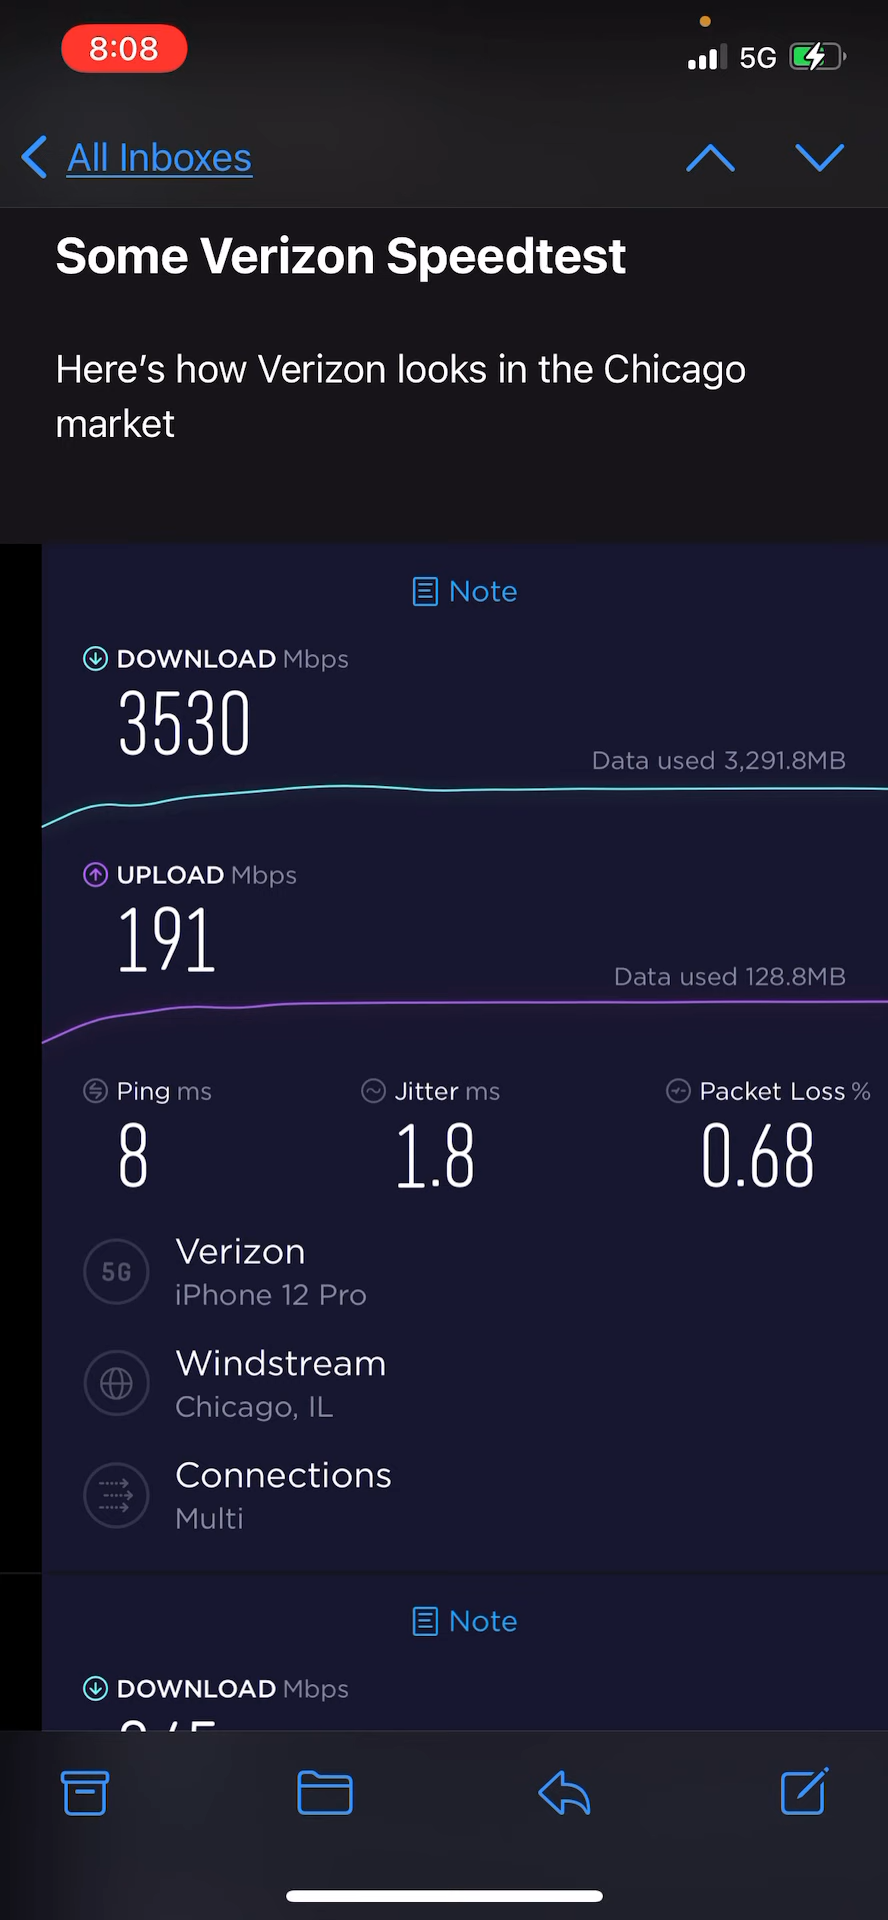 8:08
5G
All Inboxes
Some Verizon Speedtest
Here's how Verizon looks in the Chicago
market
Note
DOWNLOAD Mbps
3530
Data used 3,291.8MB
UPLOAD Mbps
191
Data used 128.8MB
Ping ms
Jitter ms
Packet Loss %
8
1.8
0.68
5G
Verizon
iPhone 12 Pro
Windstream
Chicago, IL
Connections
Multi
Note
DOWNLOAD Mbps